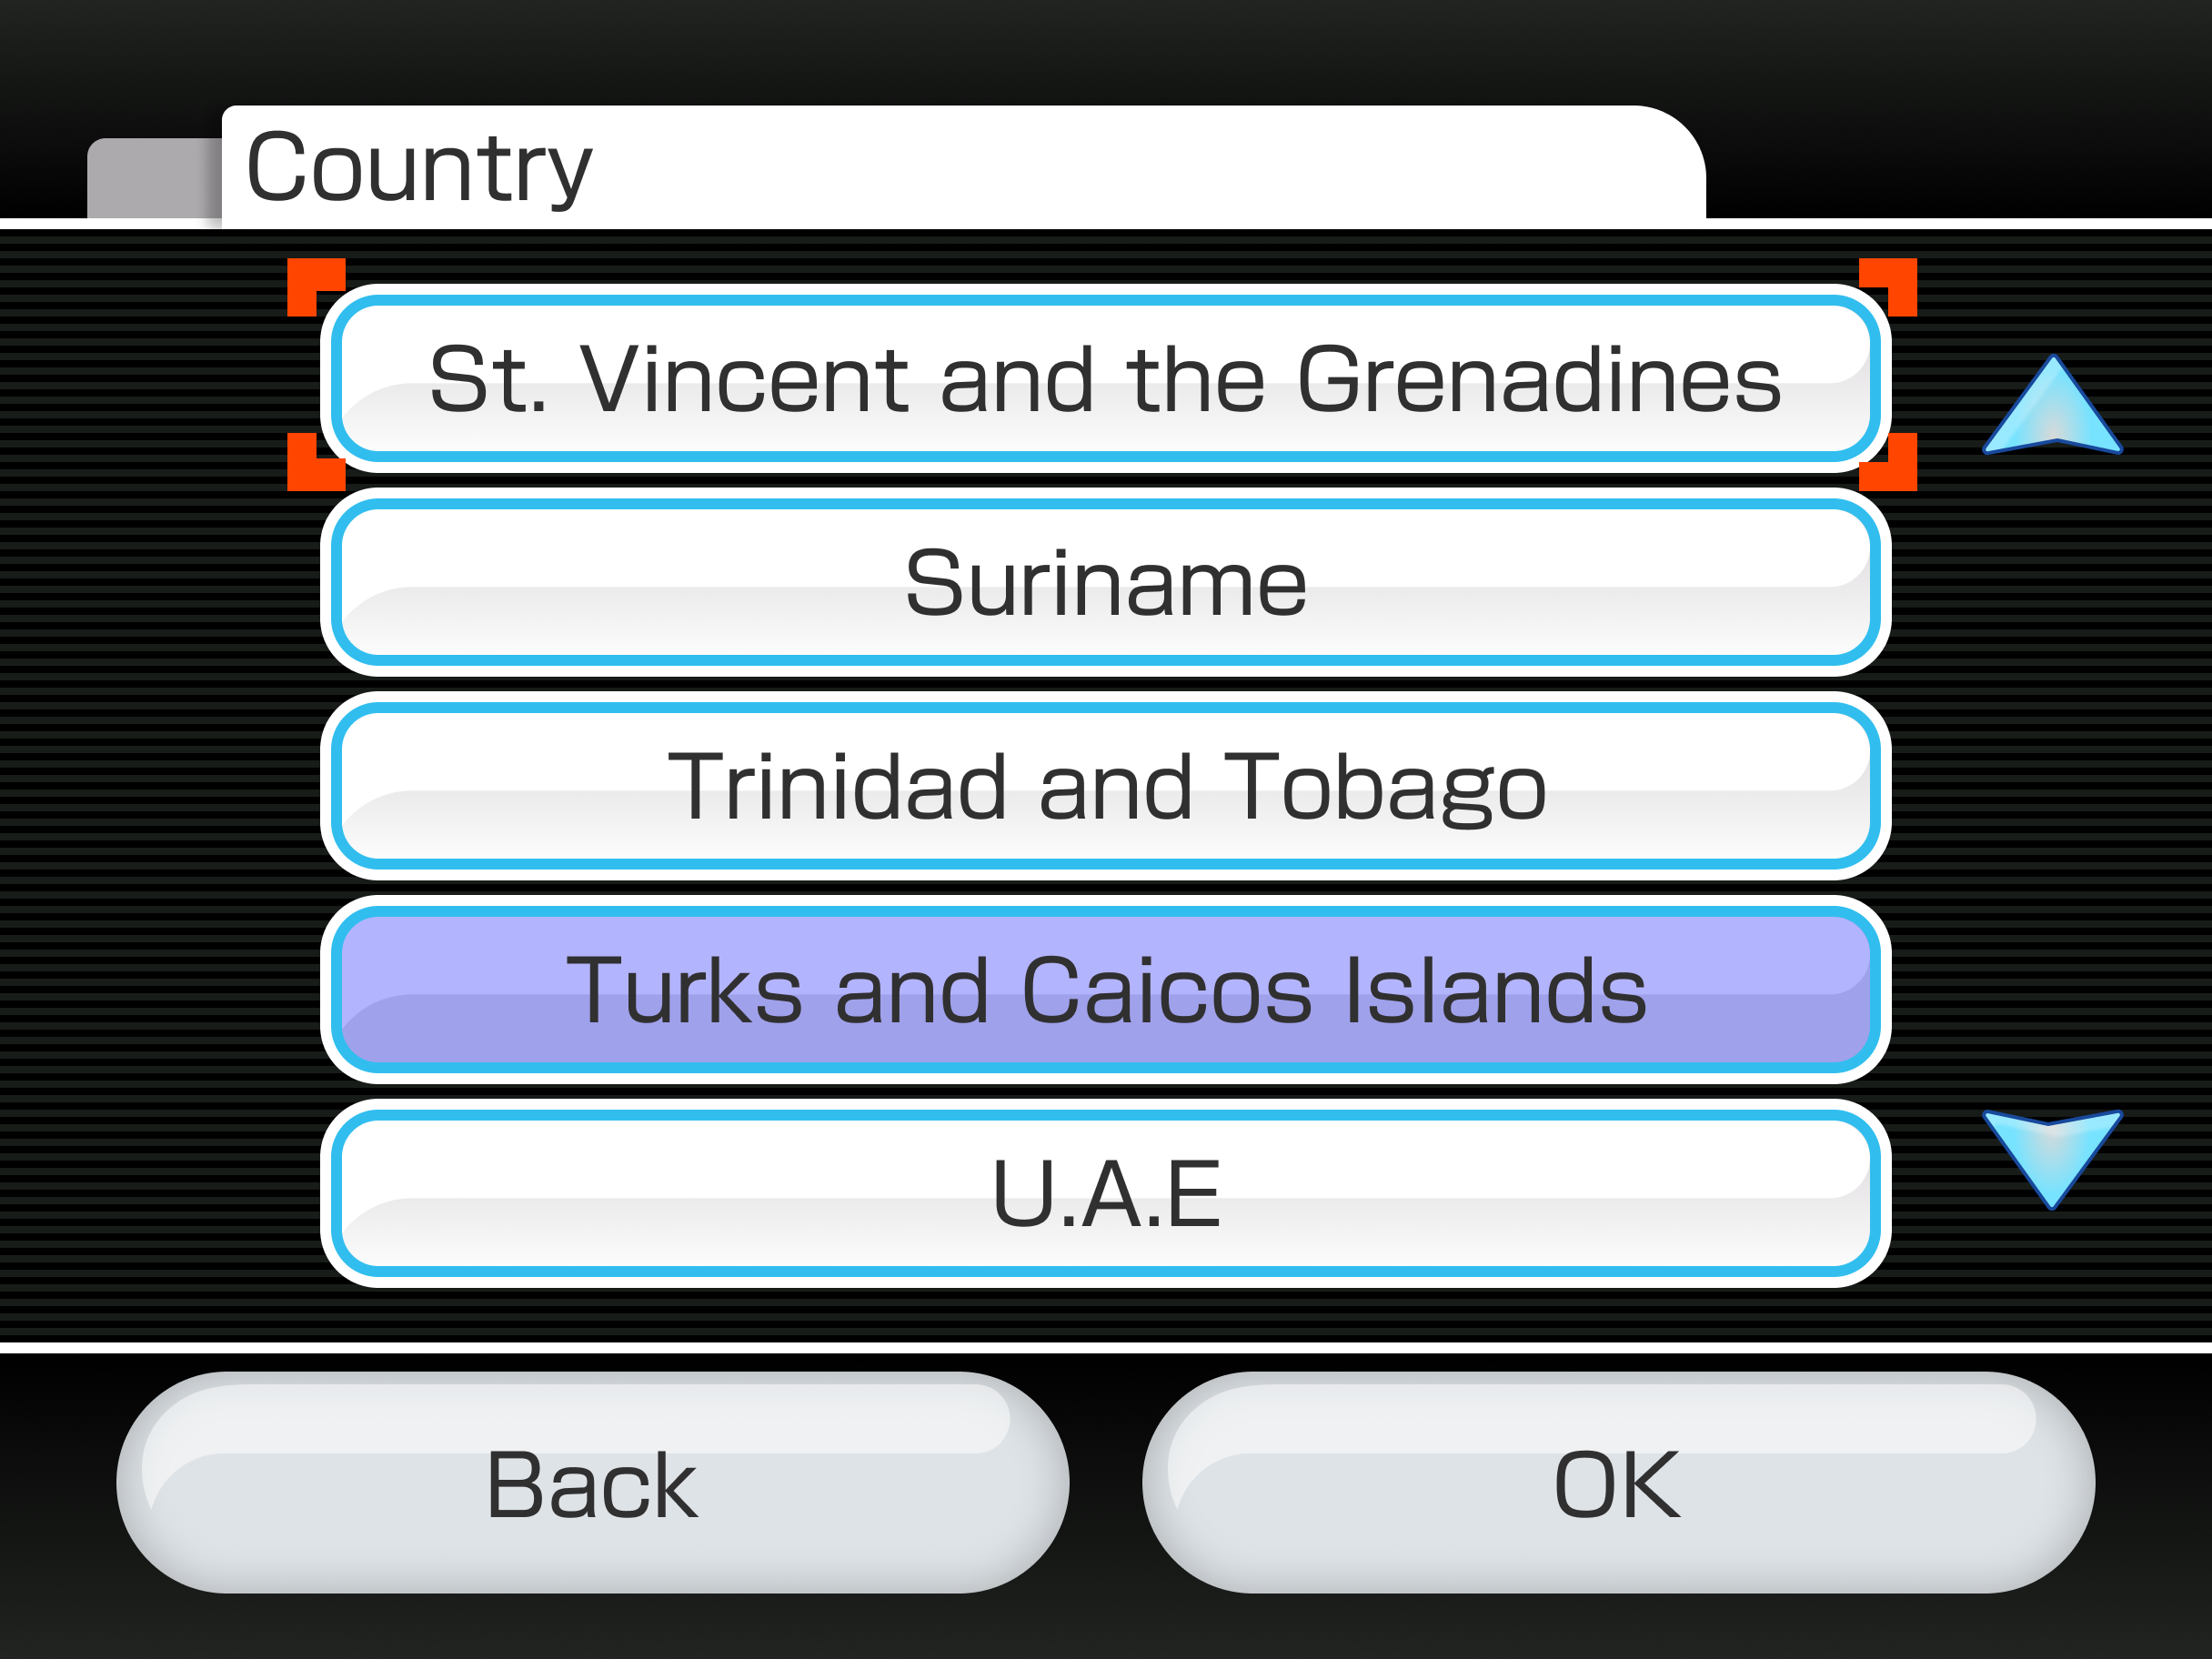 Country
St. Vincent and the Grenadines
Suriname
Trinidad and Tobago
Turks and Caicos Islands
U.A.E
Back
OK